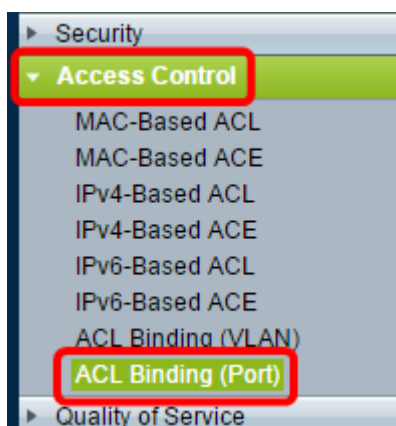 Security
Access Control
MAC-Based ACL
MAC-Based ACE
IPv4-Based ACL
IPv4-Based ACE
IPv6-Based ACL
IPv6-Based ACE
ACL Binding (VLAN)
ACL Binding (Port)
Quality of Service